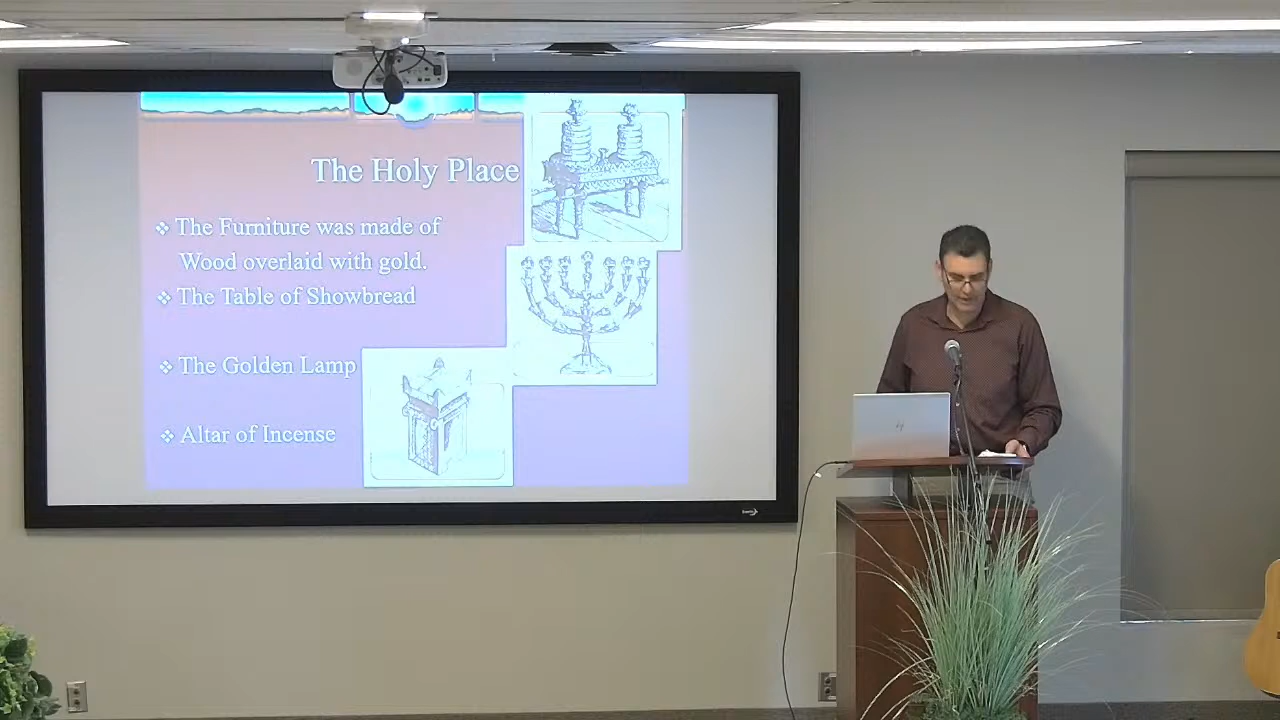 The Holy Place
❖ The Furniture was made of
Wood overlaid with gold.
❖ The Table of Showbread
❖ The Golden Lamp
❖ Altar of Incense
hp